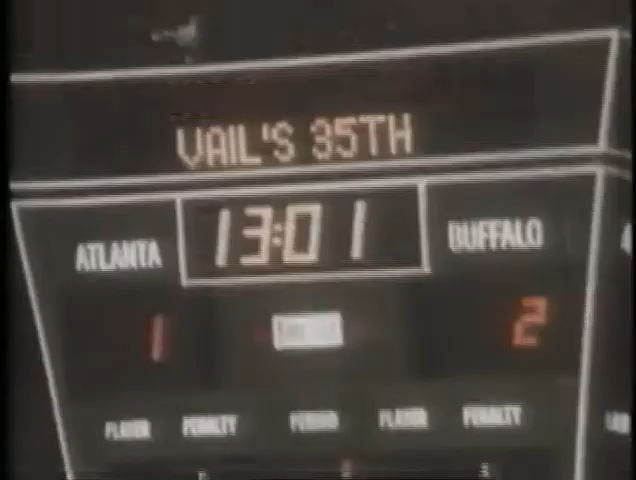 VAIL'S 35TH
ATLANTA 13:01 BUFFALO
1 2
PLAYER PENALTY PERIOD PLAYER PENALTY